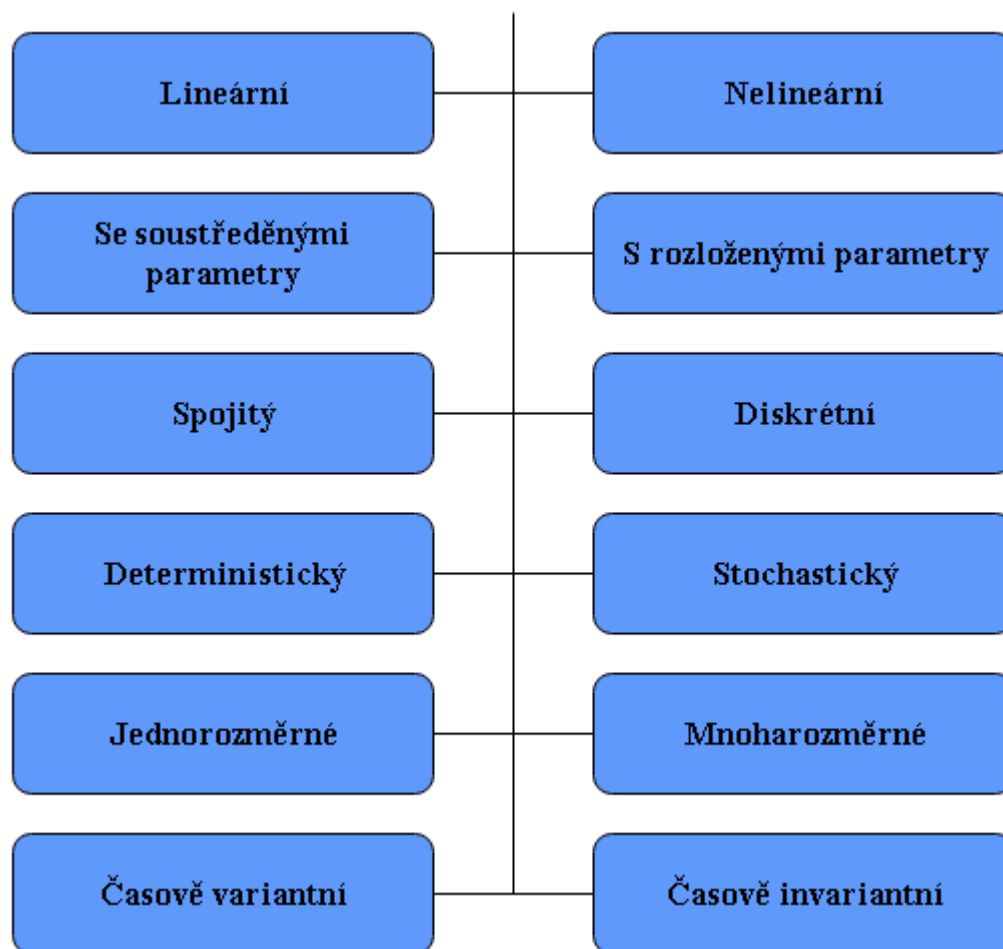 Lineární
Nelineární
Se soustředěnými
parametry
S rozloženými parametry
Spojitý
Diskrétní
Deterministický
Stochastický
Jednorozměrné
Mnoharozměrné
Časově variantní
Časově invariantní